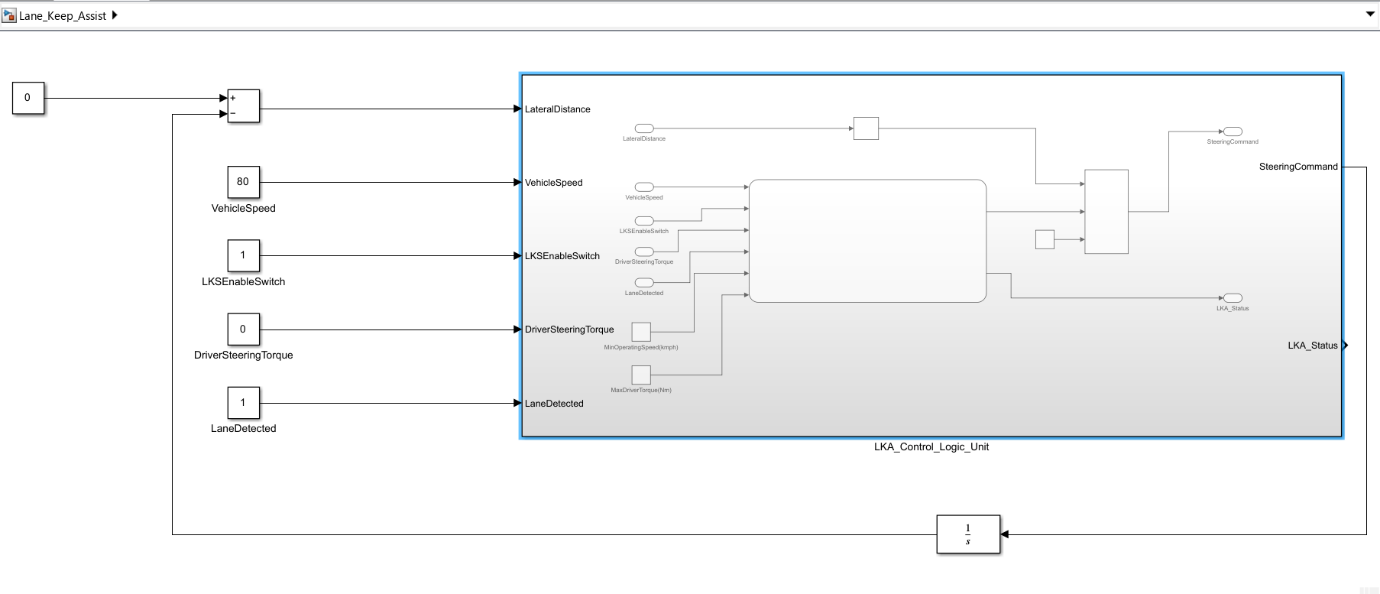 Lane_Keep_Assist
0
+
−
LateralDistance
LateralDistance
SteeringCommand
SteeringCommand
80
VehicleSpeed
VehicleSpeed
VehicleSpeed
LKSEnableSwitch
1
LKSEnableSwitch
LKSEnableSwitch
DriverSteeringTorque
LaneDetected
LKA_Status
0
DriverSteeringTorque
DriverSteeringTorque
MinOperatingSpeed(kmph)
LKA_Status
MaxDriverTorque(Nm)
1
LaneDetected
LaneDetected
LKA_Control_Logic_Unit
1
s